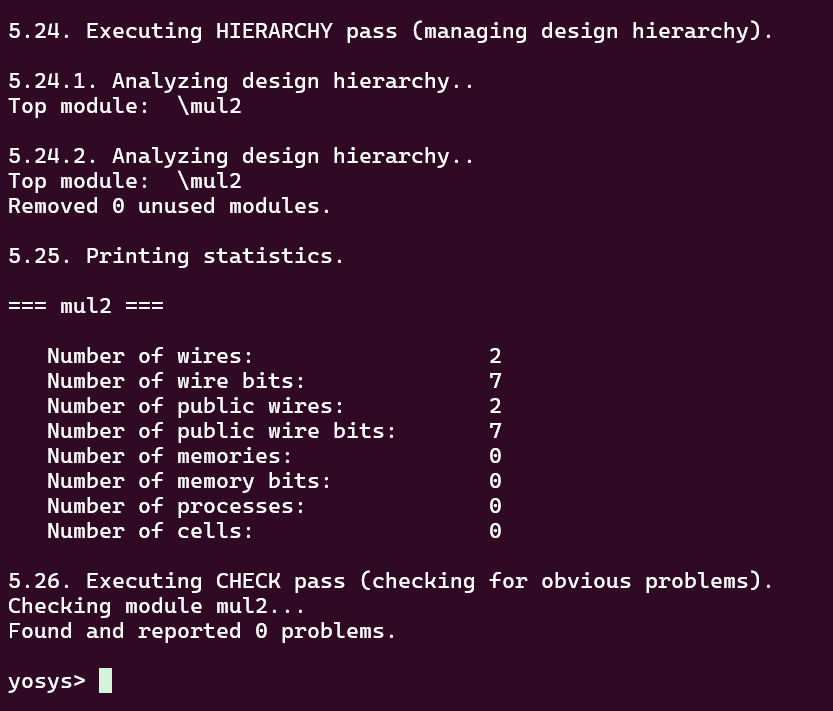 5.24. Executing HIERARCHY pass (managing design hierarchy).
5.24.1. Analyzing design hierarchy..
Top module:  \mul2
5.24.2. Analyzing design hierarchy..
Top module:  \mul2
Removed 0 unused modules.
5.25. Printing statistics.
=== mul2 ===
   Number of wires:                  2
   Number of wire bits:              7
   Number of public wires:           2
   Number of public wire bits:       7
   Number of memories:               0
   Number of memory bits:            0
   Number of processes:              0
   Number of cells:                  0
5.26. Executing CHECK pass (checking for obvious problems).
Checking module mul2...
Found and reported 0 problems.
yosys>